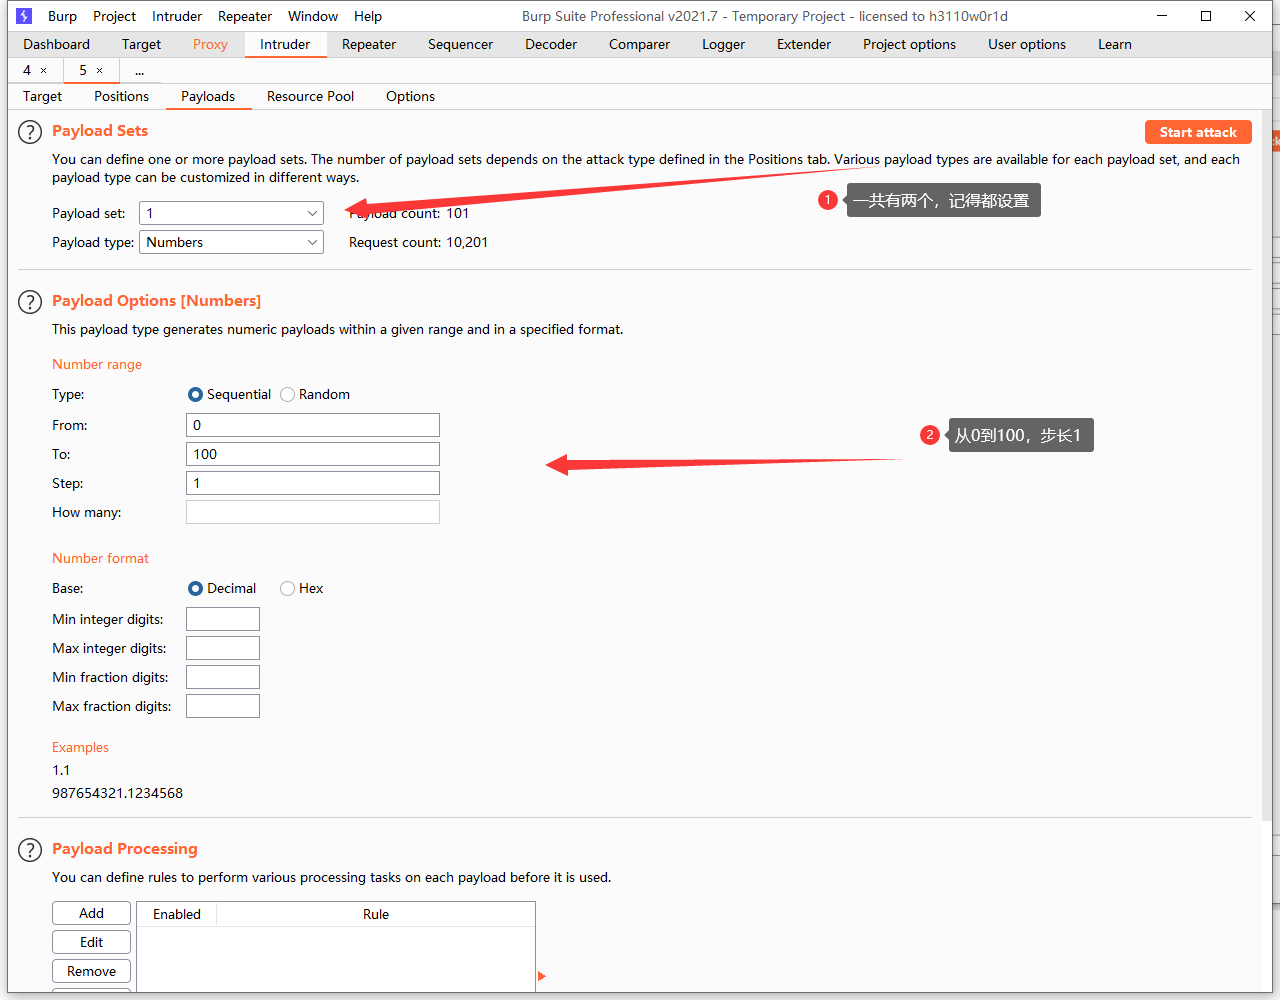 Burp Project Intruder Repeater Window Help Burp Suite Professional v2021.7 - Temporary Project - licensed to h3110w0r1d
Dashboard Target Proxy Intruder Repeater Sequencer Decoder Comparer Logger Extender Project options User options Learn
4 × 5 × ...
Target Positions Payloads Resource Pool Options
? Payload Sets Start attack
You can define one or more payload sets. The number of payload sets depends on the attack type defined in the Positions tab. Various payload types are available for each payload set, and each
payload type can be customized in different ways.
1 一共有两个，记得都设置
Payload set: 1 Payload count: 101
Payload type: Numbers Request count: 10,201
? Payload Options [Numbers]
This payload type generates numeric payloads within a given range and in a specified format.
Number range
Type: Sequential Random
From: 0
2 从0到100，步长1
To: 100
Step: 1
How many:
Number format
Base: Decimal Hex
Min integer digits:
Max integer digits:
Min fraction digits:
Max fraction digits:
Examples
1.1
987654321.1234568
? Payload Processing
You can define rules to perform various processing tasks on each payload before it is used.
Add Enabled Rule
Edit
Remove